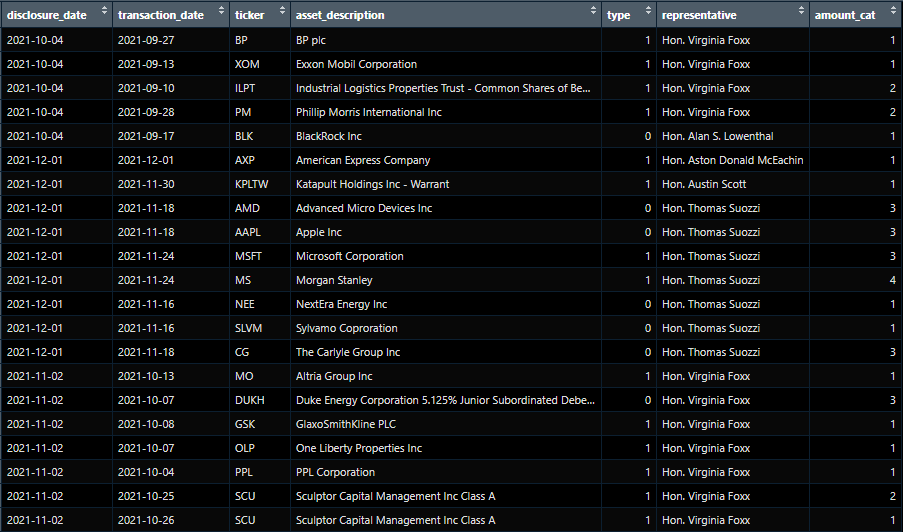 disclosure_date transaction_date ticker asset_description type representative amount_cat
2021-10-04 2021-09-27 BP BP plc 1 Hon. Virginia Foxx 1
2021-10-04 2021-09-13 XOM Exxon Mobil Corporation 1 Hon. Virginia Foxx 1
2021-10-04 2021-09-10 ILPT Industrial Logistics Properties Trust - Common Shares of Be... 1 Hon. Virginia Foxx 2
2021-10-04 2021-09-28 PM Phillip Morris International Inc 1 Hon. Virginia Foxx 2
2021-10-04 2021-09-17 BLK BlackRock Inc 0 Hon. Alan S. Lowenthal 1
2021-12-01 2021-12-01 AXP American Express Company 1 Hon. Aston Donald McEachin 1
2021-12-01 2021-11-30 KPLTW Katapult Holdings Inc - Warrant 1 Hon. Austin Scott 1
2021-12-01 2021-11-18 AMD Advanced Micro Devices Inc 0 Hon. Thomas Suozzi 3
2021-12-01 2021-11-18 AAPL Apple Inc 0 Hon. Thomas Suozzi 3
2021-12-01 2021-11-24 MSFT Microsoft Corporation 1 Hon. Thomas Suozzi 3
2021-12-01 2021-11-24 MS Morgan Stanley 1 Hon. Thomas Suozzi 4
2021-12-01 2021-11-16 NEE NextEra Energy Inc 0 Hon. Thomas Suozzi 1
2021-12-01 2021-11-16 SLVM Sylvamo Coproration 0 Hon. Thomas Suozzi 1
2021-12-01 2021-11-18 CG The Carlyle Group Inc 0 Hon. Thomas Suozzi 3
2021-11-02 2021-10-13 MO Altria Group Inc 1 Hon. Virginia Foxx 1
2021-11-02 2021-10-07 DUKH Duke Energy Corporation 5.125% Junior Subordinated Debe... 0 Hon. Virginia Foxx 3
2021-11-02 2021-10-08 GSK GlaxoSmithKline PLC 1 Hon. Virginia Foxx 1
2021-11-02 2021-10-07 OLP One Liberty Properties Inc 1 Hon. Virginia Foxx 1
2021-11-02 2021-10-04 PPL PPL Corporation 1 Hon. Virginia Foxx 1
2021-11-02 2021-10-25 SCU Sculptor Capital Management Inc Class A 1 Hon. Virginia Foxx 2
2021-11-02 2021-10-26 SCU Sculptor Capital Management Inc Class A 1 Hon. Virginia Foxx 1